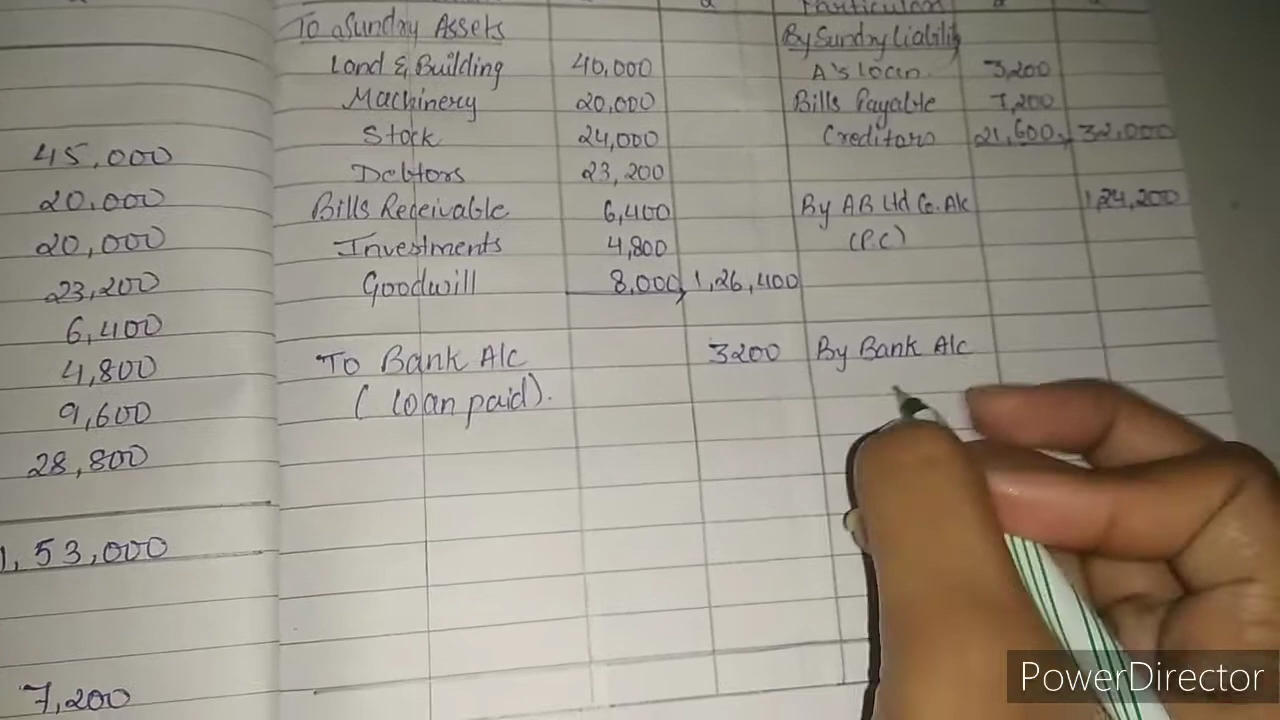 To Sunday Assets By Sundry Liability
Land & Building 40,000 A's loan 3,200
Machinery 20,000 Bills Payable 7,200
Stock 24,000 Creditors 21,600 32,000
45,000
Debtors 23,200
20,000
Bills Receivable 6,400 By AB Ltd Co. A/c 1,24,200
20,000
Investments 4,800 (P.C)
23,200
Goodwill 8,000 1,26,400
6,400
To Bank A/c 3200 By Bank A/c
4,800
(loan paid).
9,600
28,800
1,53,000
7,200
PowerDirector